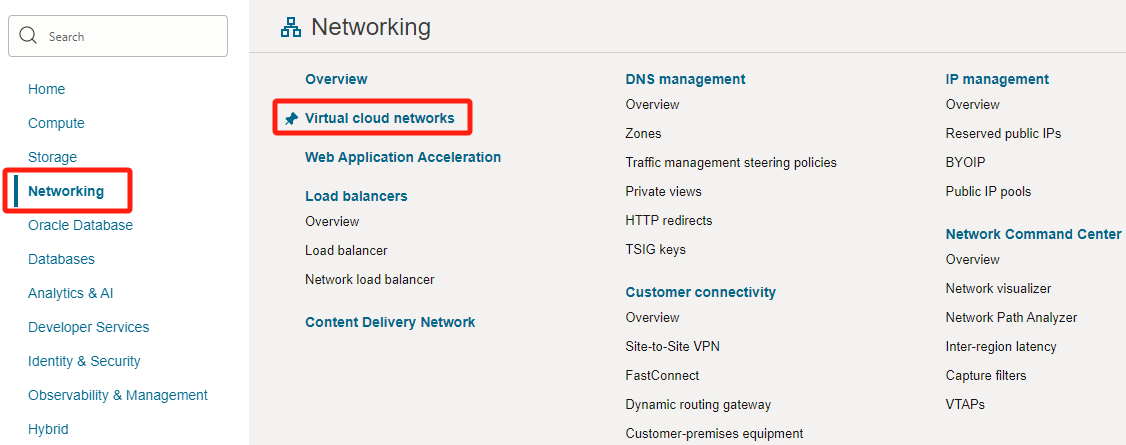 Search
Home
Compute
Storage
Networking
Oracle Database
Databases
Analytics & AI
Developer Services
Identity & Security
Observability & Management
Hybrid
Networking
Overview
Virtual cloud networks
Web Application Acceleration
Load balancers
Overview
Load balancer
Network load balancer
Content Delivery Network
DNS management
Overview
Zones
Traffic management steering policies
Private views
HTTP redirects
TSIG keys
Customer connectivity
Overview
Site-to-Site VPN
FastConnect
Dynamic routing gateway
Customer-premises equipment
IP management
Overview
Reserved public IPs
BYOIP
Public IP pools
Network Command Center
Overview
Network visualizer
Network Path Analyzer
Inter-region latency
Capture filters
VTAPs